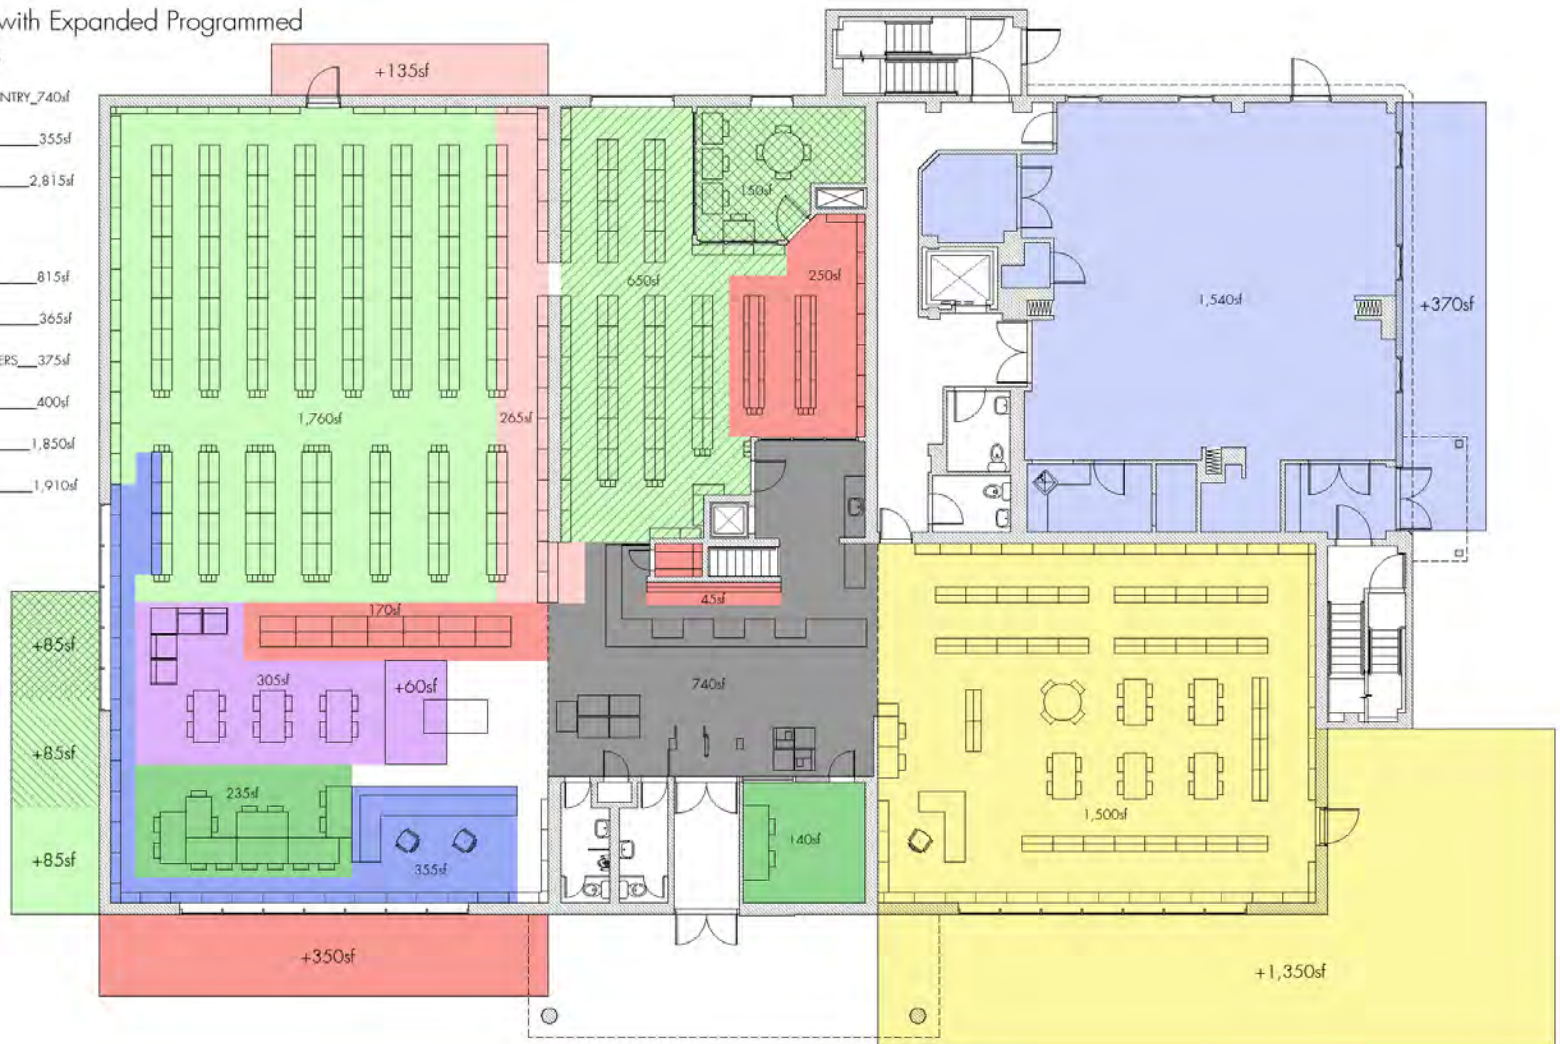 with Expanded Programmed
NTRY_740sf
355sf
2,815sf
815sf
365sf
ERS__375sf
400sf
1,850sf
1,910sf
+135sf
150sf
650sf
250sf
1,540sf
+370sf
1,760sf
265sf
170sf
45sf
+85sf
305sf
+60sf
740sf
+85sf
235sf
1,500sf
140sf
+85sf
355sf
+350sf
+1,350sf